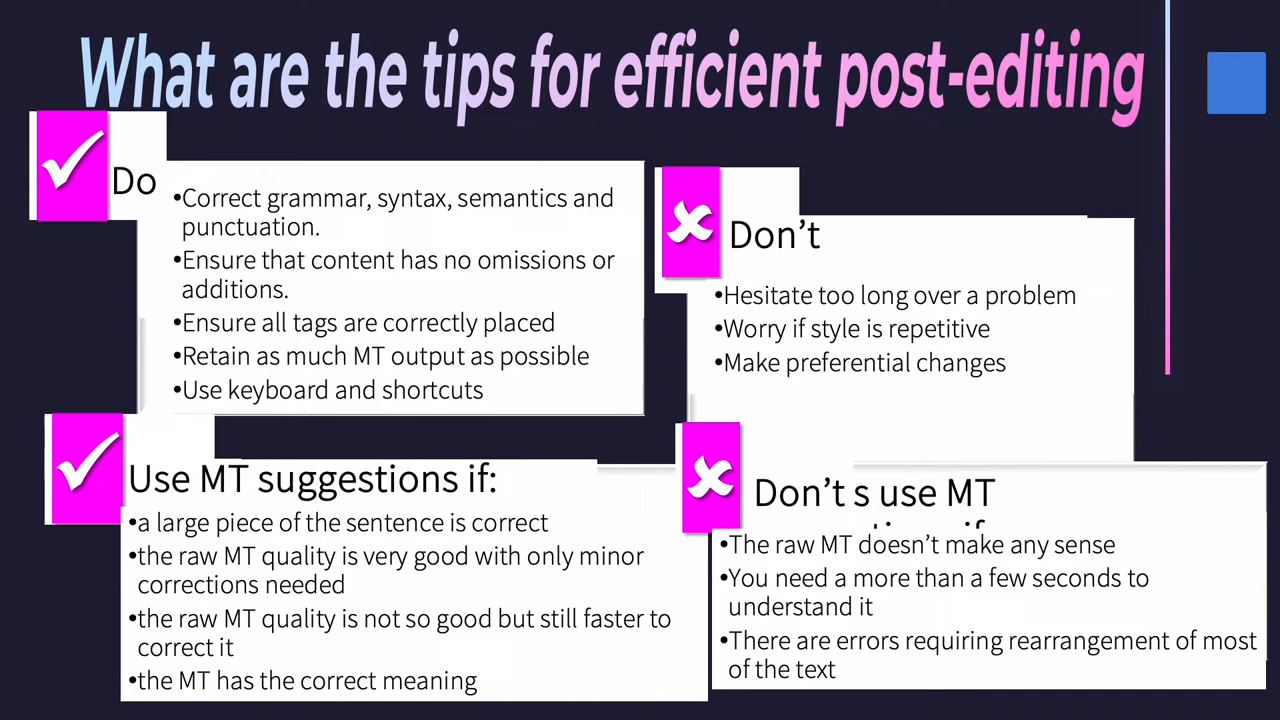 What are the tips for efficient post-editing
Do
•Correct grammar, syntax, semantics and
punctuation.
•Ensure that content has no omissions or
additions.
•Ensure all tags are correctly placed
•Retain as much MT output as possible
•Use keyboard and shortcuts
Don’t
•Hesitate too long over a problem
•Worry if style is repetitive
•Make preferential changes
Use MT suggestions if:
•a large piece of the sentence is correct
•the raw MT quality is very good with only minor
corrections needed
•the raw MT quality is not so good but still faster to
correct it
•the MT has the correct meaning
Don’t s use MT
•The raw MT doesn’t make any sense
•You need a more than a few seconds to
understand it
•There are errors requiring rearrangement of most
of the text